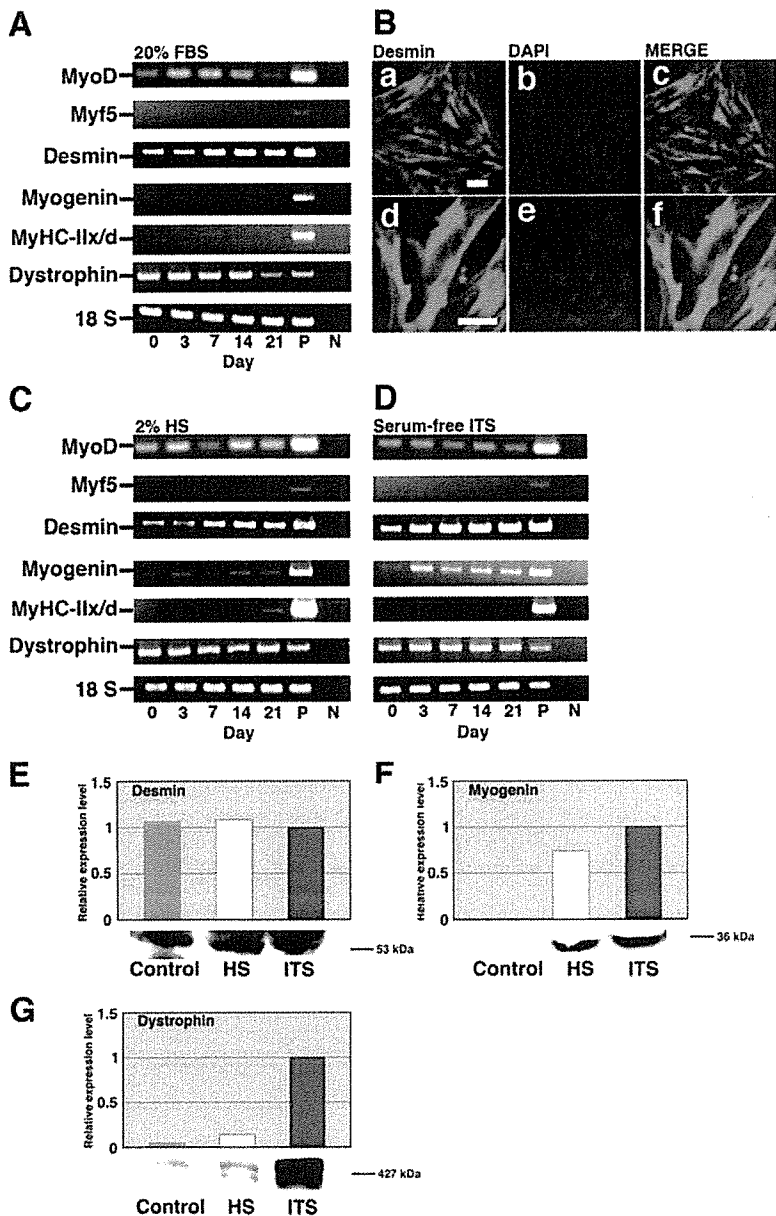 A
20% FBS
MyoD
Myf5
Desmin
Myogenin
MyHC-IIx/d
Dystrophin
18 S
0 3 7 14 21 P N
Day
B
Desmin DAPI MERGE
a b c
d e f
C
2% HS
MyoD
Myf5
Desmin
Myogenin
MyHC-IIx/d
Dystrophin
18 S
0 3 7 14 21 P N
Day
D
Serum-free ITS
0 3 7 14 21 P N
Day
E
Relative expression level
1.5
1
0.5
0
Desmin
53 kDa
Control HS ITS
F
Relative expression level
1.5
1
0.5
0
Myogenin
36 kDa
Control HS ITS
G
Relative expression level
1.5
1
0.5
0
Dystrophin
427 kDa
Control HS ITS